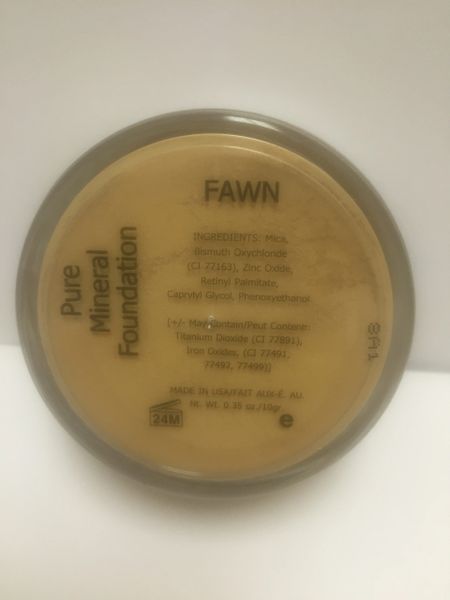 FAWN
Pure
Mineral
Foundation
INGREDIENTS: Mica,
Bismuth Oxychloride
(CI 77163), Zinc Oxide,
Retinyl Palmitate,
Caprylyl Glycol, Phenoxyethanol
[+/- May Contain/Peut Contenir:
Titanium Dioxide (CI 77891),
Iron Oxides, (CI 77491,
77492, 77499)]
MADE IN USA/FAIT AUX-É. AU.
Nt. Wt. 0.35 oz./10gr
24M
e
8A1